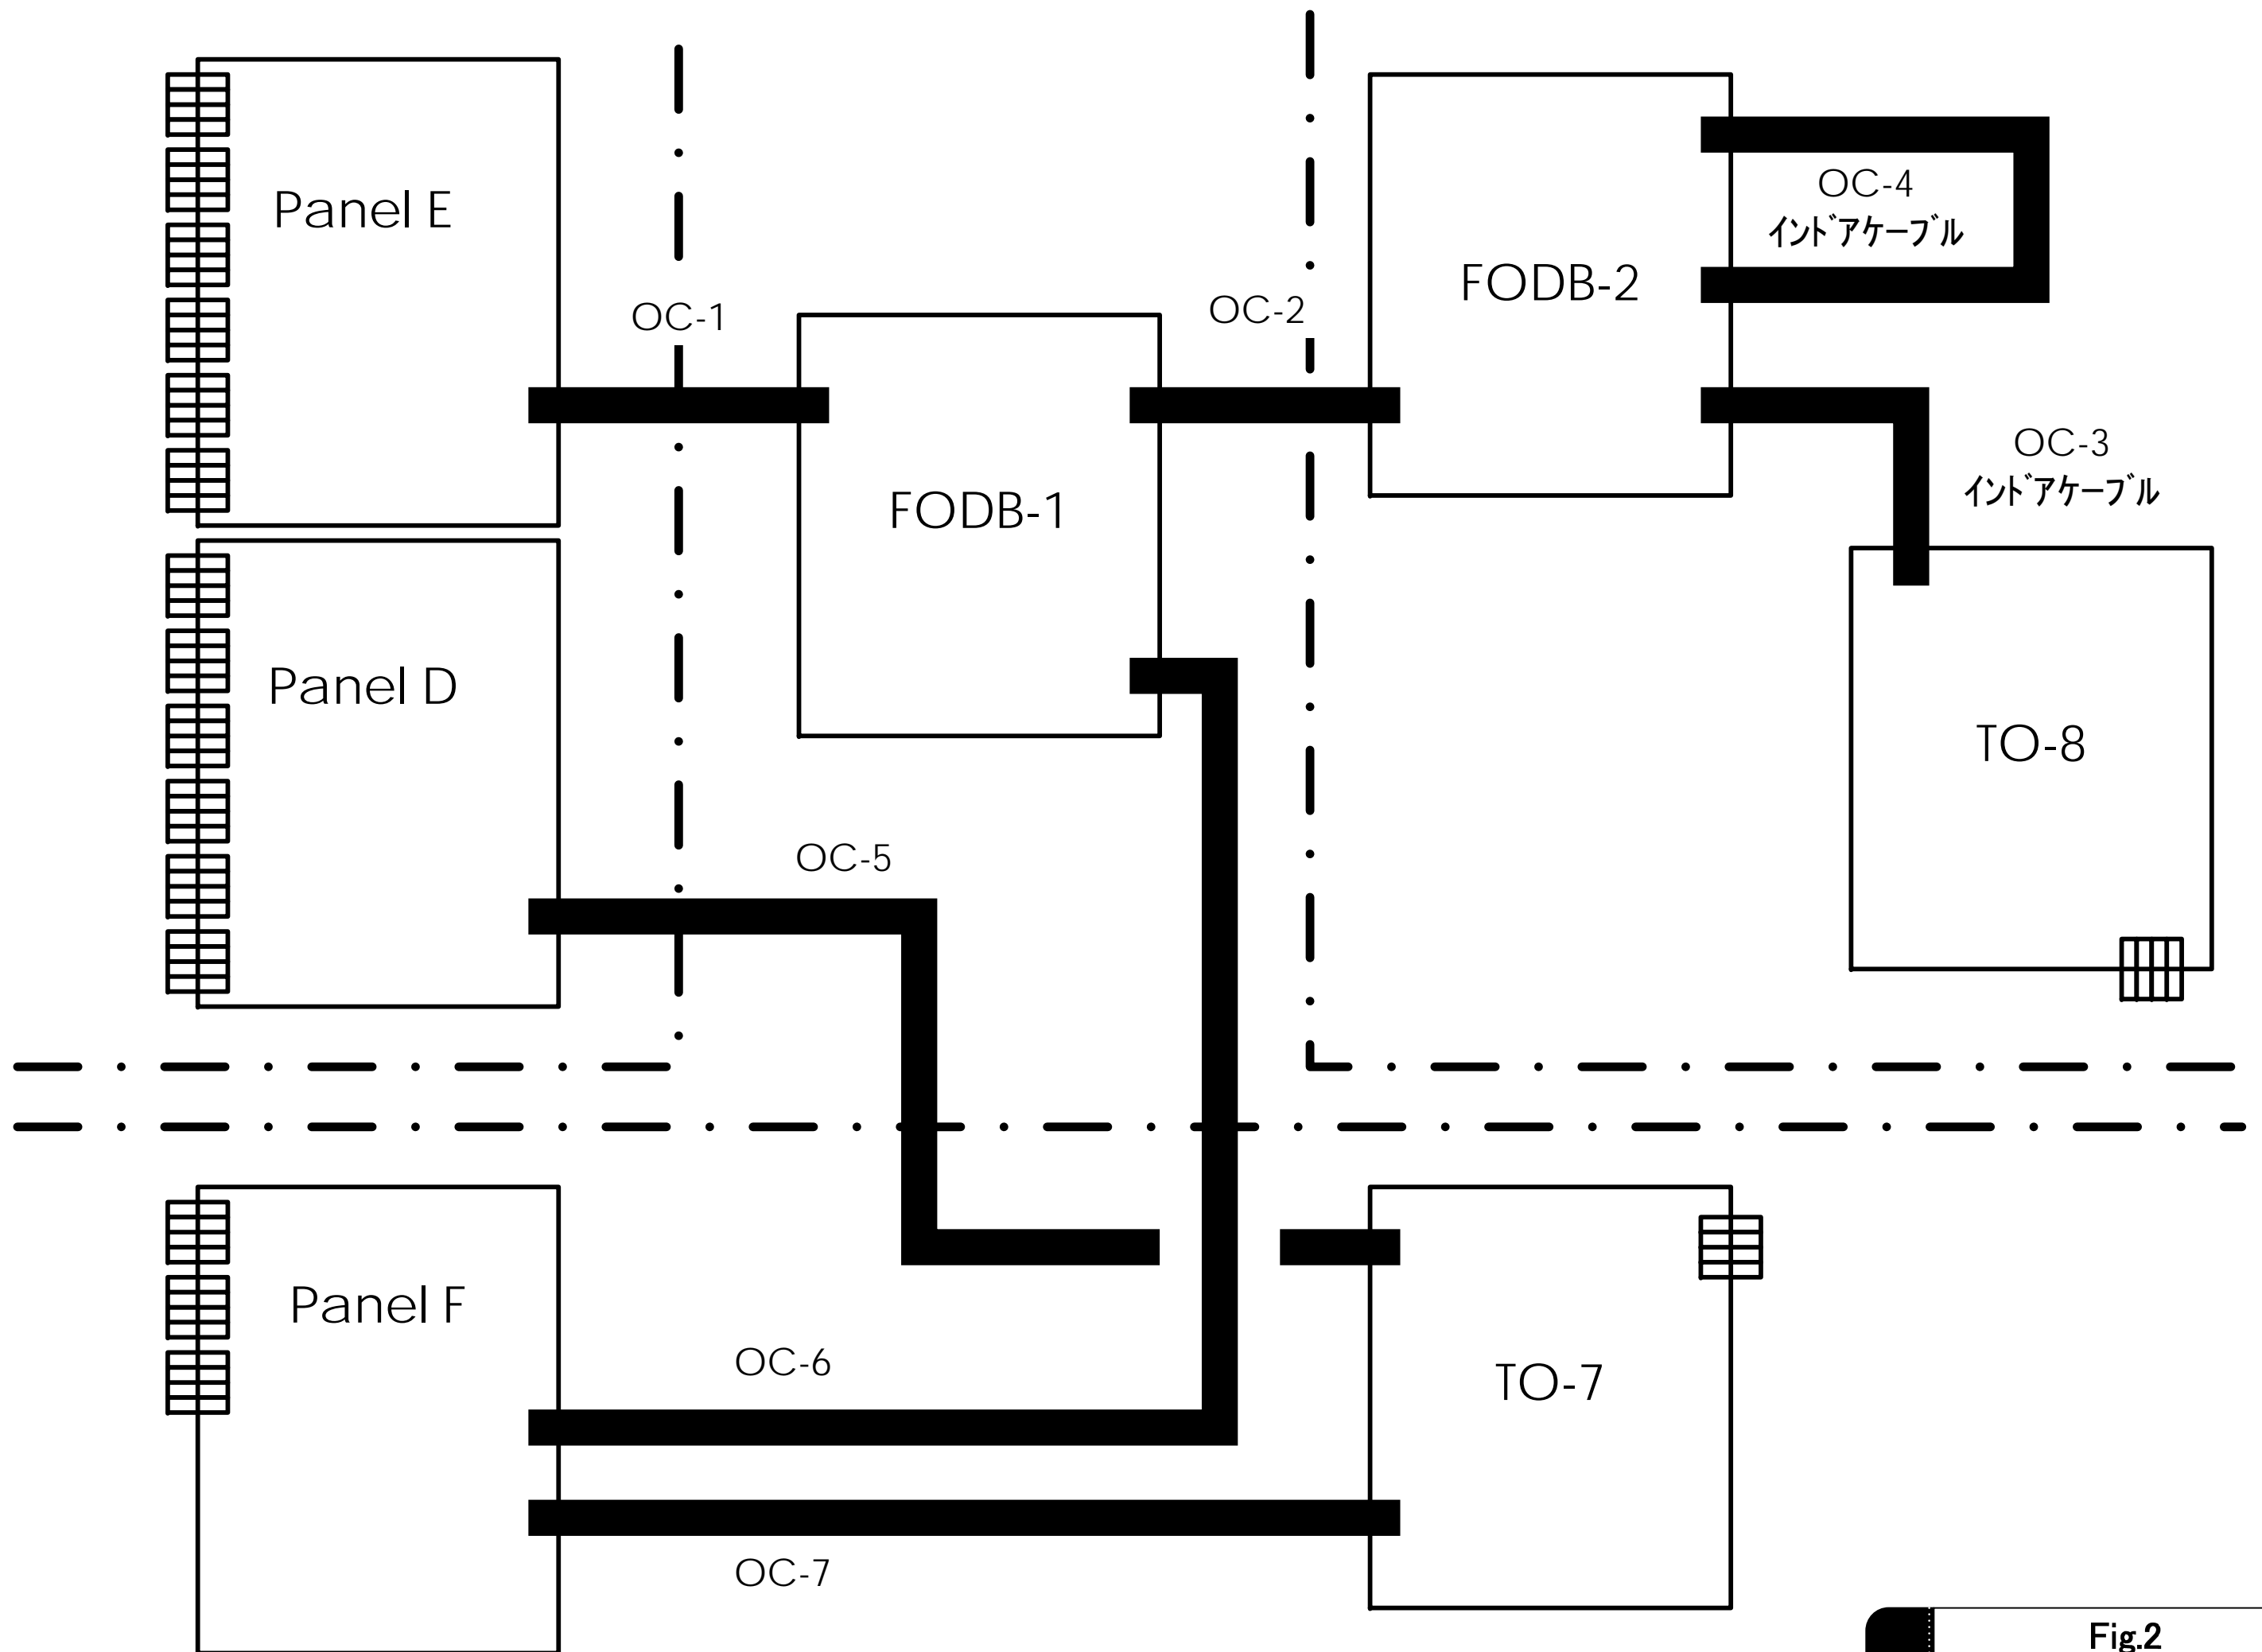 Panel E
OC-1
OC-2
FODB-2
OC-4
インドアケーブル
FODB-1
OC-3
インドアケーブル
Panel D
TO-8
OC-5
Panel F
OC-6
TO-7
OC-7
Fig.2